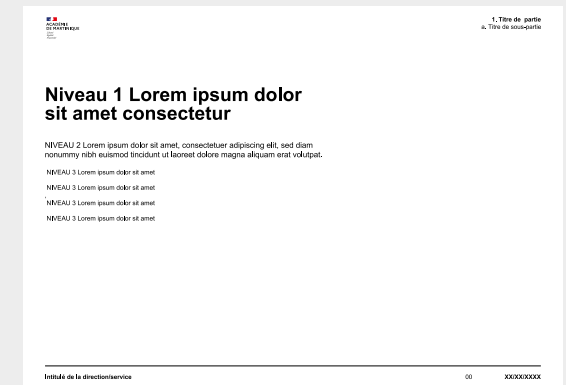 ACADÉMIE
DE MARTINIQUE
1. Titre de partie
a. Titre de sous-partie
Niveau 1 Lorem ipsum dolor
sit amet consectetur
NIVEAU 2 Lorem ipsum dolor sit amet, consectetuer adipiscing elit, sed diam
nonummy nibh euismod tincidunt ut laoreet dolore magna aliquam erat volutpat.
NIVEAU 3 Lorem ipsum dolor sit amet
NIVEAU 3 Lorem ipsum dolor sit amet
NIVEAU 3 Lorem ipsum dolor sit amet
NIVEAU 3 Lorem ipsum dolor sit amet
Intitulé de la direction/service 00 XX/XX/XXXX